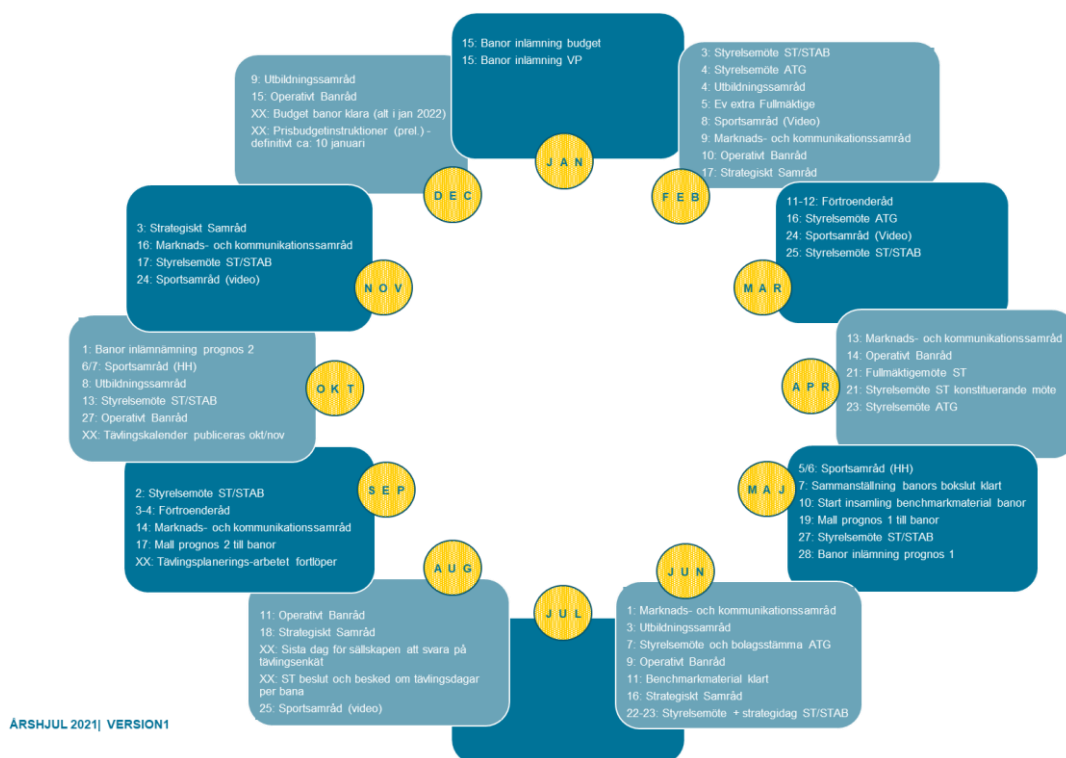 15: Banor inlämning budget
15: Banor inlämning VP
JAN
3: Styrelsemöte ST/STAB
4: Styrelsemöte ATG
4: Utbildningssamråd
5: Ev extra Fullmäktige
8: Sportsamråd (Video)
9: Marknads- och kommunikationssamråd
10: Operativt Banråd
17: Strategiskt Samråd
FEB
11-12: Förtroenderåd
16: Styrelsemöte ATG
24: Sportsamråd (Video)
25: Styrelsemöte ST/STAB
MAR
13: Marknads- och kommunikationssamråd
14: Operativt Banråd
21: Fullmäktigemöte ST
21: Styrelsemöte ST konstituerande möte
23: Styrelsemöte ATG
APR
5/6: Sportsamråd (HH)
7: Sammanställning banors bokslut klart
10: Start insamling benchmarkmaterial banor
19: Mall prognos 1 till banor
27: Styrelsemöte ST/STAB
28: Banor inlämning prognos 1
MAJ
JUN
1: Marknads- och kommunikationssamråd
3: Utbildningssamråd
7: Styrelsemöte och bolagsstämma ATG
9: Operativt Banråd
11: Benchmarkmaterial klart
16: Strategiskt Samråd
22-23: Styrelsemöte + strategidag ST/STAB
JUL
AUG
11: Operativt Banråd
18: Strategiskt Samråd
XX: Sista dag för sällskapen att svara på
tävlingsenkät
XX: ST beslut och besked om tävlingsdagar
per bana
25: Sportsamråd (video)
SEP
2: Styrelsemöte ST/STAB
3-4: Förtroenderåd
14: Marknads- och kommunikationssamråd
17: Mall prognos 2 till banor
XX: Tävlingsplanerings-arbetet fortlöper
OKT
1: Banor inlämnämning prognos 2
6/7: Sportsamråd (HH)
8: Utbildningssamråd
13: Styrelsemöte ST/STAB
27: Operativt Banråd
XX: Tävlingskalender publiceras okt/nov
NOV
3: Strategiskt Samråd
16: Marknads- och kommunikationssamråd
17: Styrelsemöte ST/STAB
24: Sportsamråd (video)
DEC
9: Utbildningssamråd
15: Operativt Banråd
XX: Budget banor klara (alt i jan 2022)
XX: Prisbudgetinstruktioner (prel.) -
definitivt ca: 10 januari
ÅRSHJUL 2021| VERSION1